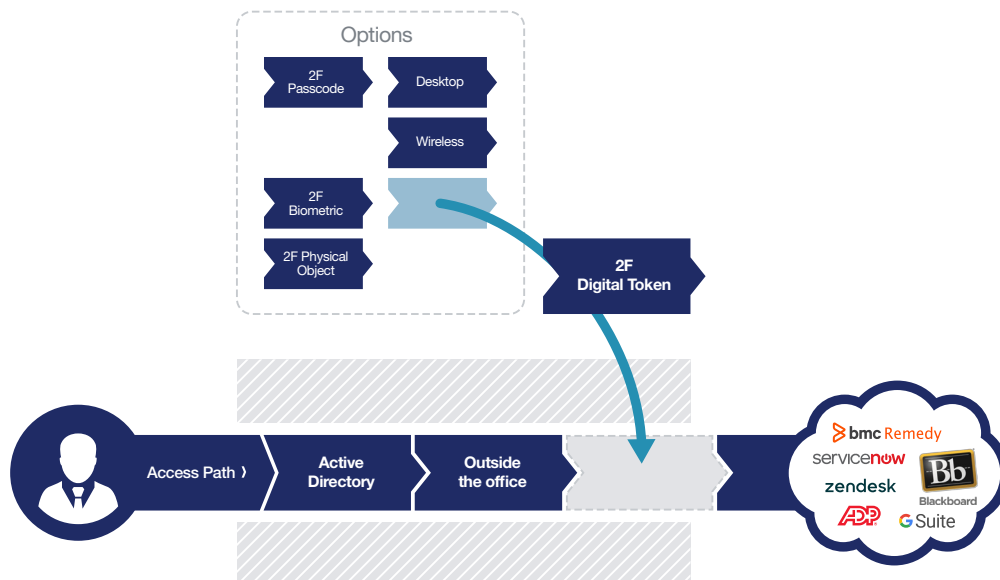 Options
2F
Passcode
Desktop
Wireless
2F
Biometric
2F Physical
Object
2F
Digital Token
Access Path
Active
Directory
Outside
the office
bmc Remedy
servicenow
Bb
Blackboard
zendesk
ADP
G Suite